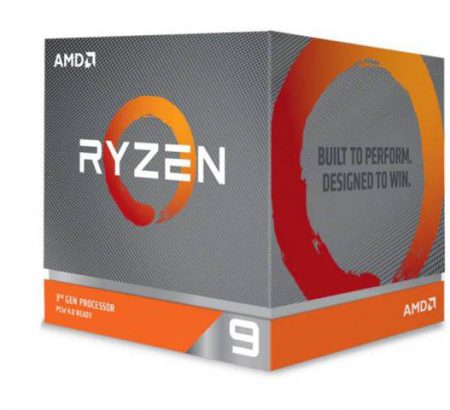 AMD
RYZEN
3rd GEN PROCESSOR
PCIe 4.0 READY
9
BUILT TO PERFORM.
DESIGNED TO WIN.
AMD